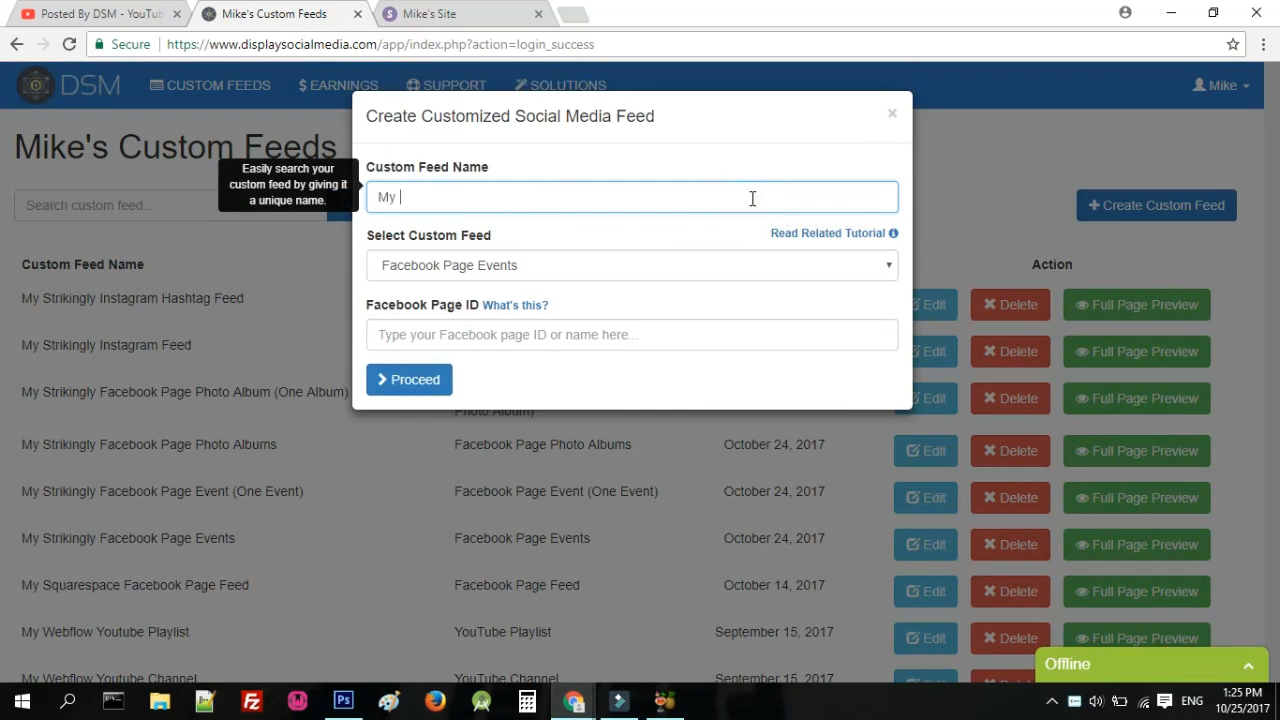 Posted By DSM - YouTub
Mike's Custom Feeds
Mike's Site
Secure
https://www.displaysocialmedia.com/app/index.php?action=login_success
DSM
CUSTOM FEEDS
EARNINGS
SUPPORT
SOLUTIONS
Mike
Create Customized Social Media Feed
×
Mike's Custom Feeds
Easily search your
custom feed by giving it
a unique name.
Custom Feed Name
My
Search custom feed..
Create Custom Feed
Select Custom Feed
Read Related Tutorial
Facebook Page Events
Facebook Page ID What's this?
Type your Facebook page ID or name here...
Proceed
Custom Feed Name
Action
My Strikingly Instagram Hashtag Feed
Edit
Delete
Full Page Preview
My Strikingly Instagram Feed
Edit
Delete
Full Page Preview
My Strikingly Facebook Page Photo Album (One Album)
Photo Album)
Edit
Delete
Full Page Preview
My Strikingly Facebook Page Photo Albums
Facebook Page Photo Albums
October 24, 2017
Edit
Delete
Full Page Preview
My Strikingly Facebook Page Event (One Event)
Facebook Page Event (One Event)
October 24, 2017
Edit
Delete
Full Page Preview
My Strikingly Facebook Page Events
Facebook Page Events
October 24, 2017
Edit
Delete
Full Page Preview
My Squarespace Facebook Page Feed
Facebook Page Feed
October 14, 2017
Edit
Delete
Full Page Preview
My Webflow Youtube Playlist
YouTube Playlist
September 15, 2017
Edit
Delete
Full Page Preview
My Webflow Youtube Channel
YouTube Channel
September 15, 2017
Offline
ENG
1:25 PM
10/25/2017